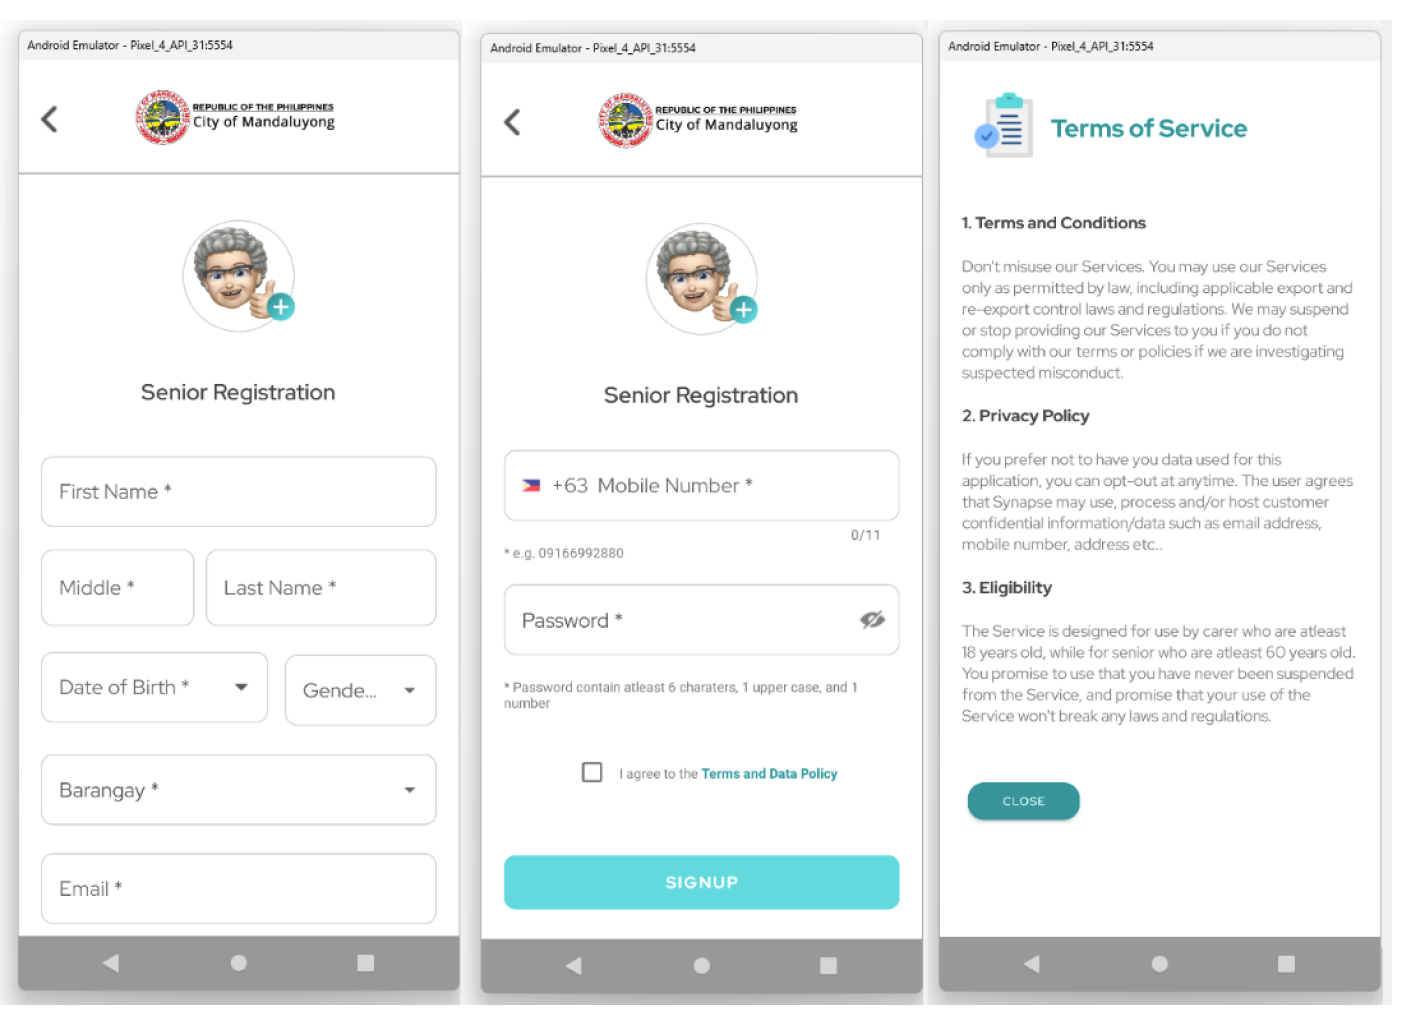 Android Emulator - Pixel_4_API_31:5554
REPUBLIC OF THE PHILIPPINES
City of Mandaluyong
Senior Registration
First Name *
Middle *
Last Name *
Date of Birth *
Gende...
Barangay *
Email *
Android Emulator - Pixel_4_API_31:5554
REPUBLIC OF THE PHILIPPINES
City of Mandaluyong
Senior Registration
+63 Mobile Number *
0/11
* e.g. 09166992880
Password *
* Password contain atleast 6 charaters, 1 upper case, and 1
number
I agree to the Terms and Data Policy
SIGNUP
Android Emulator - Pixel_4_API_31:5554
Terms of Service
1. Terms and Conditions
Don't misuse our Services. You may use our Services
only as permitted by law, including applicable export and
re-export control laws and regulations. We may suspend
or stop providing our Services to you if you do not
comply with our terms or policies if we are investigating
suspected misconduct.
2. Privacy Policy
If you prefer not to have you data used for this
application, you can opt-out at anytime. The user agrees
that Synapse may use, process and/or host customer
confidential information/data such as email address,
mobile number, address etc..
3. Eligibility
The Service is designed for use by carer who are atleast
18 years old, while for senior who are atleast 60 years old.
You promise to use that you have never been suspended
from the Service, and promise that your use of the
Service won't break any laws and regulations.
CLOSE